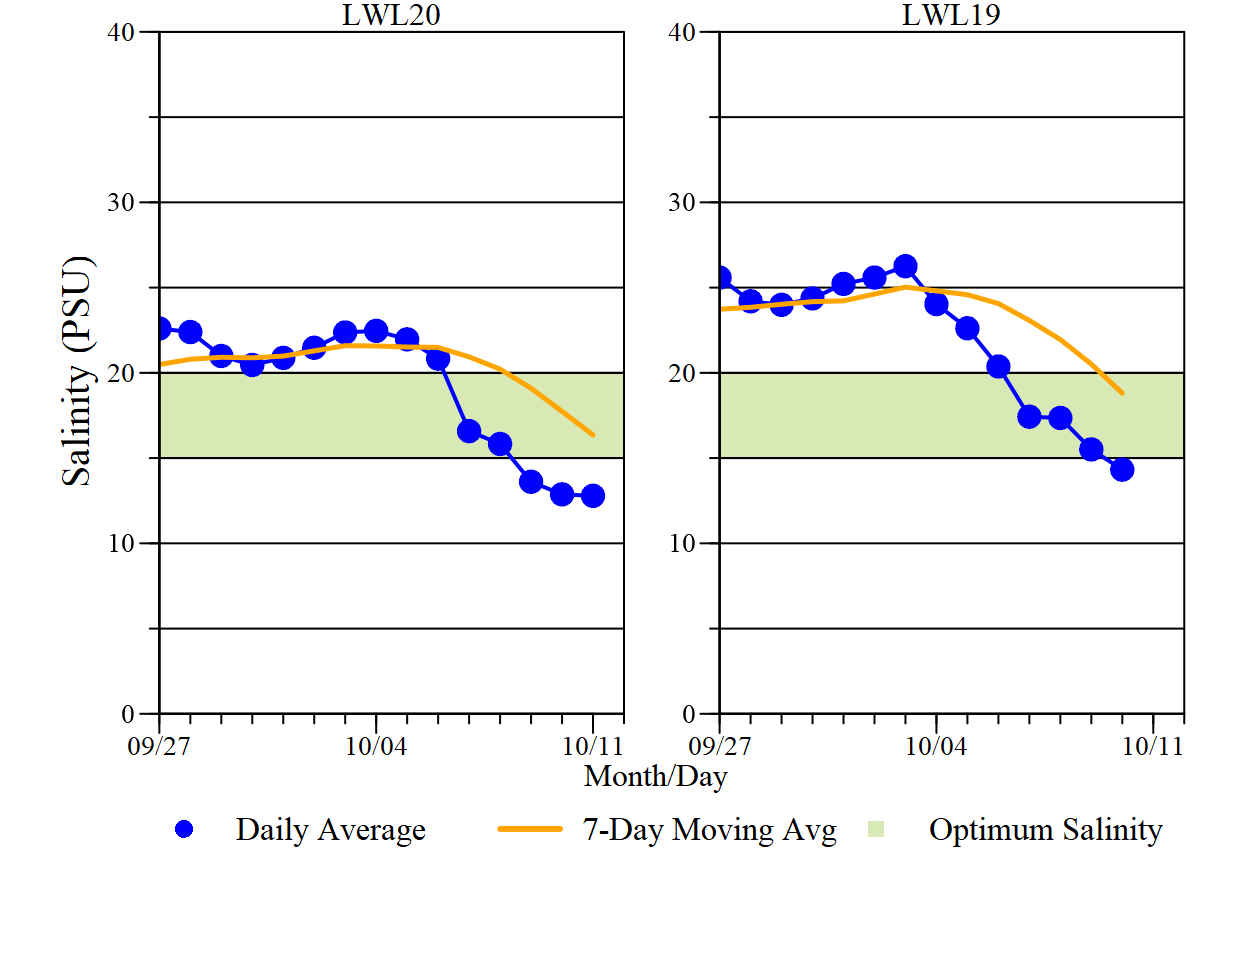 LWL20 LWL19
40 40
30 30
20 20
10 10
0 0
Salinity (PSU)
09/27 10/04 10/11 09/27 10/04 10/11
Month/Day
Daily Average 7-Day Moving Avg Optimum Salinity